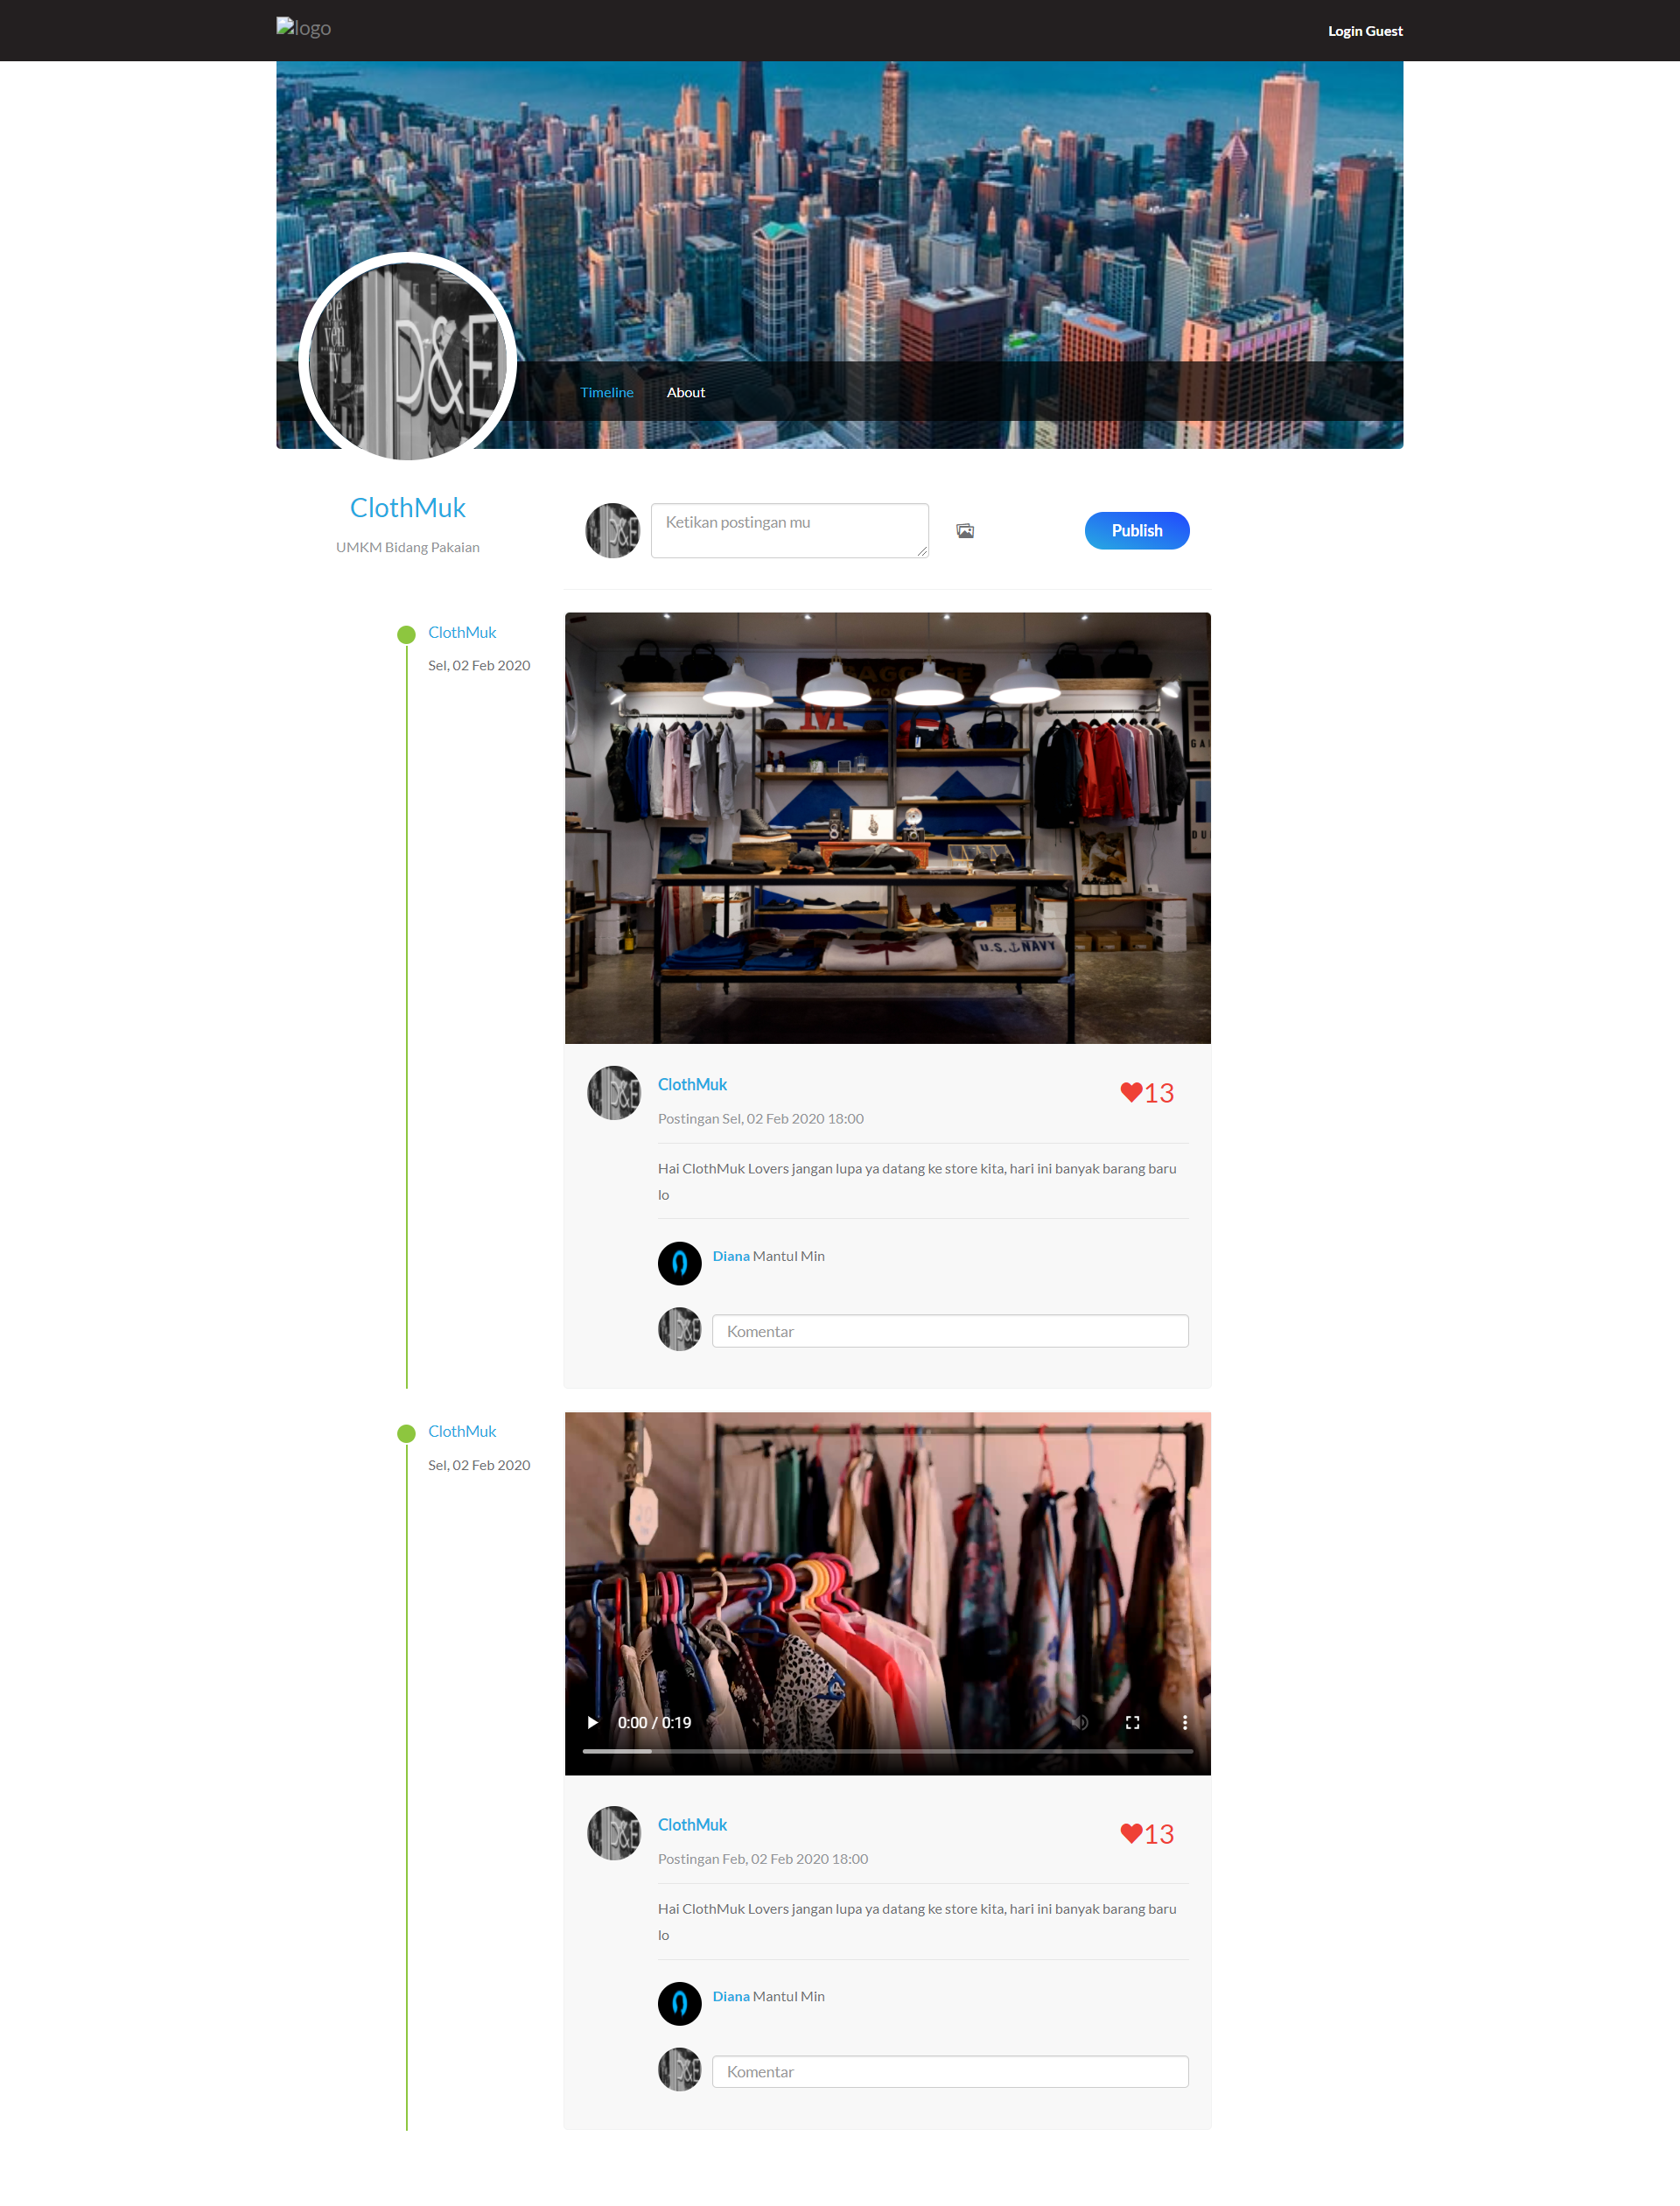 logo
Login Guest
ele
ven
D&E
Timeline
About
ClothMuk
UMKM Bidang Pakaian
D&E
Ketikan postingan mu
Publish
ClothMuk
Sel, 02 Feb 2020
BAGGAGE
M
U.S. NAVY
D&E
ClothMuk
13
Postingan Sel, 02 Feb 2020 18:00
Hai ClothMuk Lovers jangan lupa ya datang ke store kita, hari ini banyak barang baru
lo
Diana Mantul Min
D&E
Komentar
ClothMuk
Sel, 02 Feb 2020
0:00 / 0:19
D&E
ClothMuk
13
Postingan Feb, 02 Feb 2020 18:00
Hai ClothMuk Lovers jangan lupa ya datang ke store kita, hari ini banyak barang baru
lo
Diana Mantul Min
D&E
Komentar